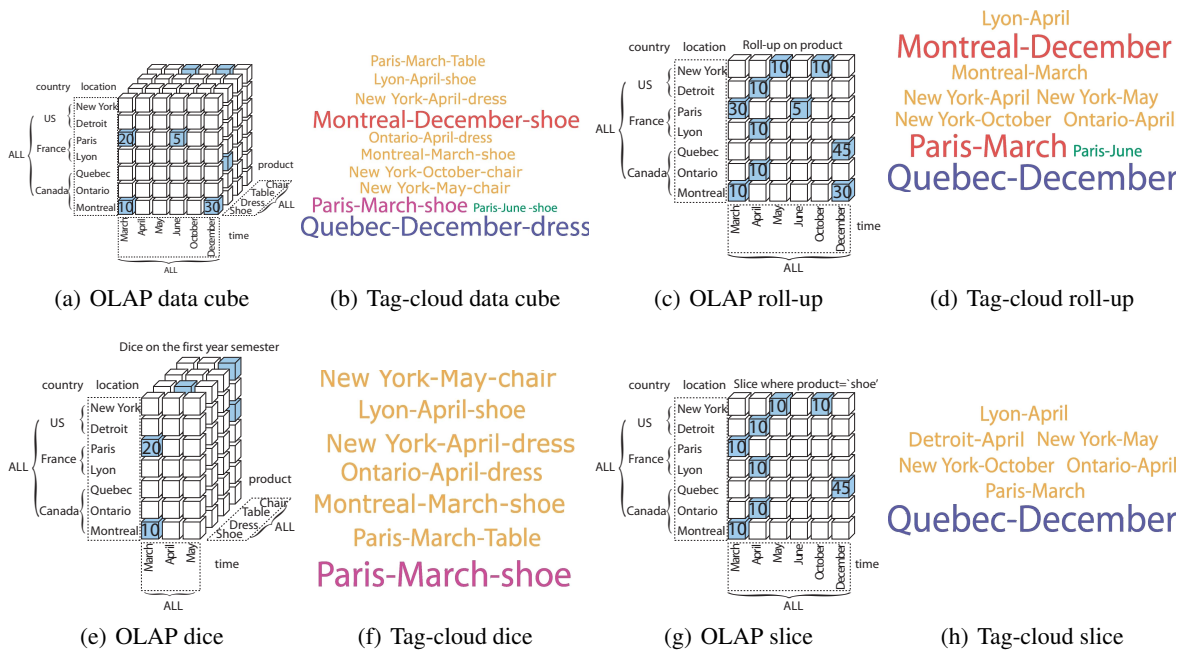 country location
New York
US
Detroit
Paris 20 5
France
Lyon
ALL
Quebec
Canada
Ontario
Montreal 10 30
product
Chair
Table
Dress
Shoe
ALL
March April May June October December
time
ALL
(a) OLAP data cube
Paris-March-Table
Lyon-April-shoe
New York-April-dress
Montreal-December-shoe
Ontario-April-dress
Montreal-March-shoe
New York-October-chair
New York-May-chair
Paris-March-shoe Paris-June -shoe
Quebec-December-dress
(b) Tag-cloud data cube
country location Roll-up on product
New York 10 10
US
Detroit 10
Paris 30 5
France
Lyon 10
ALL
Quebec 45
Canada
Ontario 10
Montreal 10 30
March April May June October December
time
ALL
(c) OLAP roll-up
Lyon-April
Montreal-December
Montreal-March
New York-April New York-May
New York-October Ontario-April
Paris-March Paris-June
Quebec-December
(d) Tag-cloud roll-up
Dice on the first year semester
country location
New York
US
Detroit
Paris 20
France
Lyon
ALL
Quebec
Canada
Ontario
Montreal 10
product
Chair
Table
Dress
Shoe
ALL
March April May
time
ALL
(e) OLAP dice
New York-May-chair
Lyon-April-shoe
New York-April-dress
Ontario-April-dress
Montreal-March-shoe
Paris-March-Table
Paris-March-shoe
(f) Tag-cloud dice
country location Slice where product=`shoe'
New York 10 10
US
Detroit 10
Paris 10
France
Lyon 10
ALL
Quebec 45
Canada
Ontario 10
Montreal 10
March April May June October December
time
ALL
(g) OLAP slice
Lyon-April
Detroit-April New York-May
New York-October Ontario-April
Paris-March
Quebec-December
(h) Tag-cloud slice